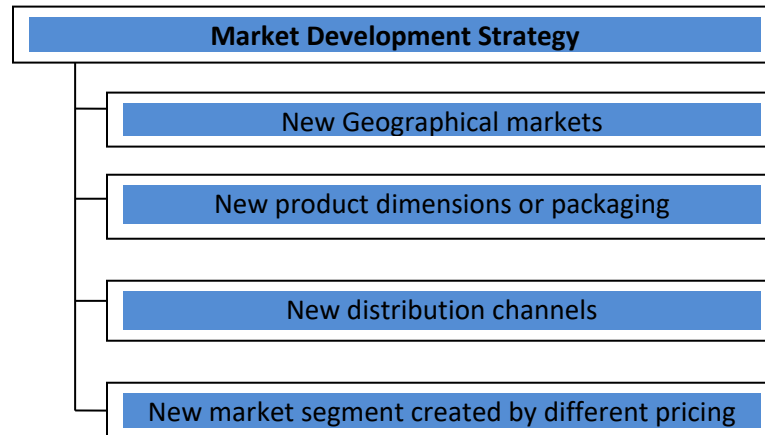 Market Development Strategy
New Geographical markets
New product dimensions or packaging
New distribution channels
New market segment created by different pricing